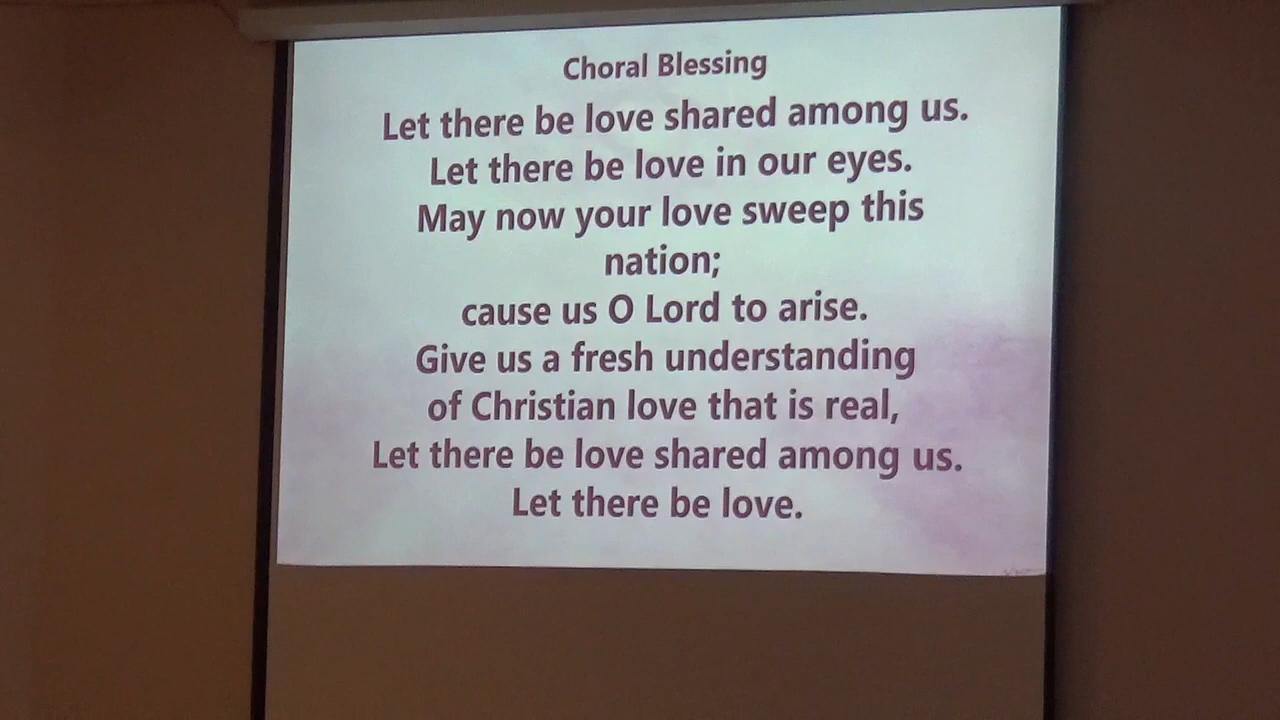 Choral Blessing
Let there be love shared among us.
Let there be love in our eyes.
May now your love sweep this
nation;
cause us O Lord to arise.
Give us a fresh understanding
of Christian love that is real,
Let there be love shared among us.
Let there be love.